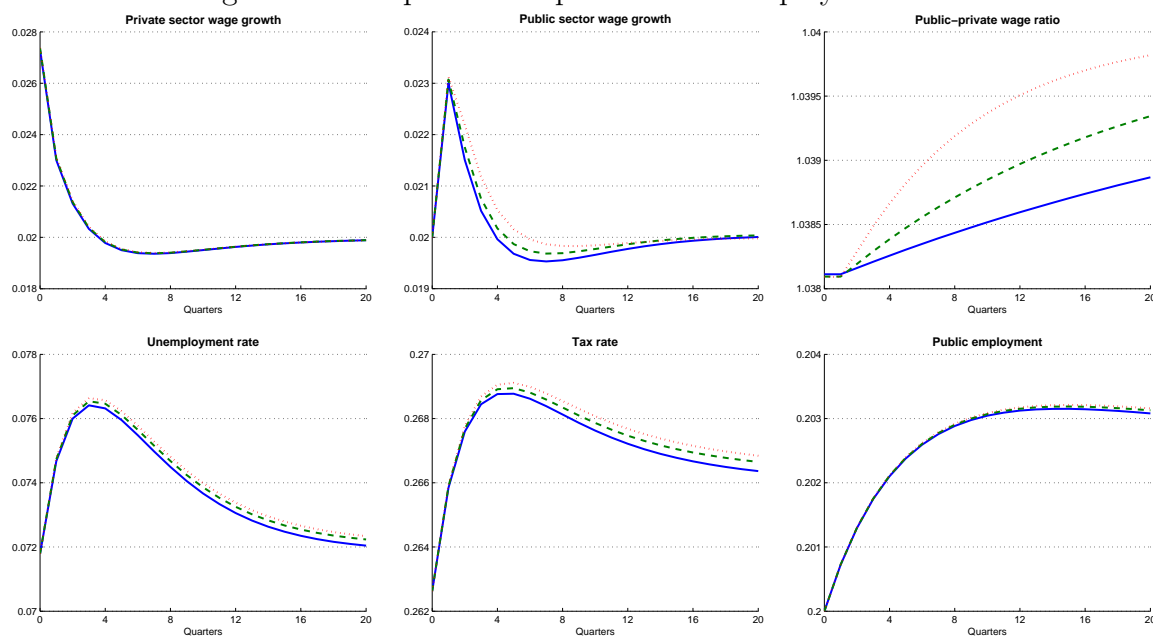 Private sector wage growth
0.028
0.026
0.024
0.022
0.02
0.018
0 4 8 12 16 20
Quarters
Public sector wage growth
0.024
0.023
0.022
0.021
0.02
0.019
0 4 8 12 16 20
Quarters
Public−private wage ratio
1.04
1.0395
1.039
1.0385
1.038
0 4 8 12 16 20
Quarters
Unemployment rate
0.078
0.076
0.074
0.072
0.07
0 4 8 12 16 20
Quarters
Tax rate
0.27
0.268
0.266
0.264
0.262
0 4 8 12 16 20
Quarters
Public employment
0.204
0.203
0.202
0.201
0.2
0 4 8 12 16 20
Quarters